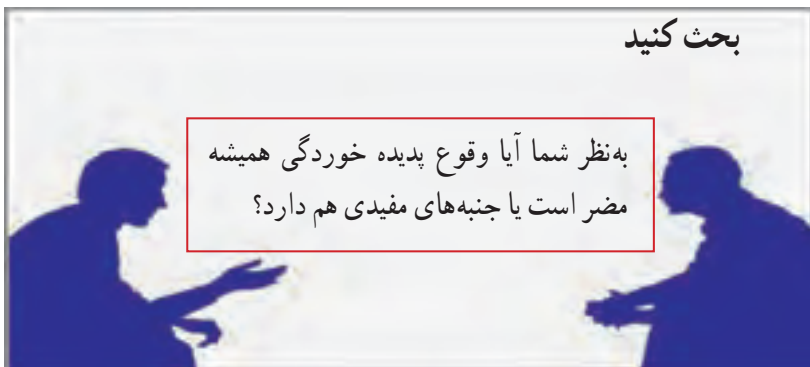 بحث کنید
به‌نظر شما آیا وقوع پدیده خوردگی همیشه
مضر است یا جنبه‌های مفیدی هم دارد؟